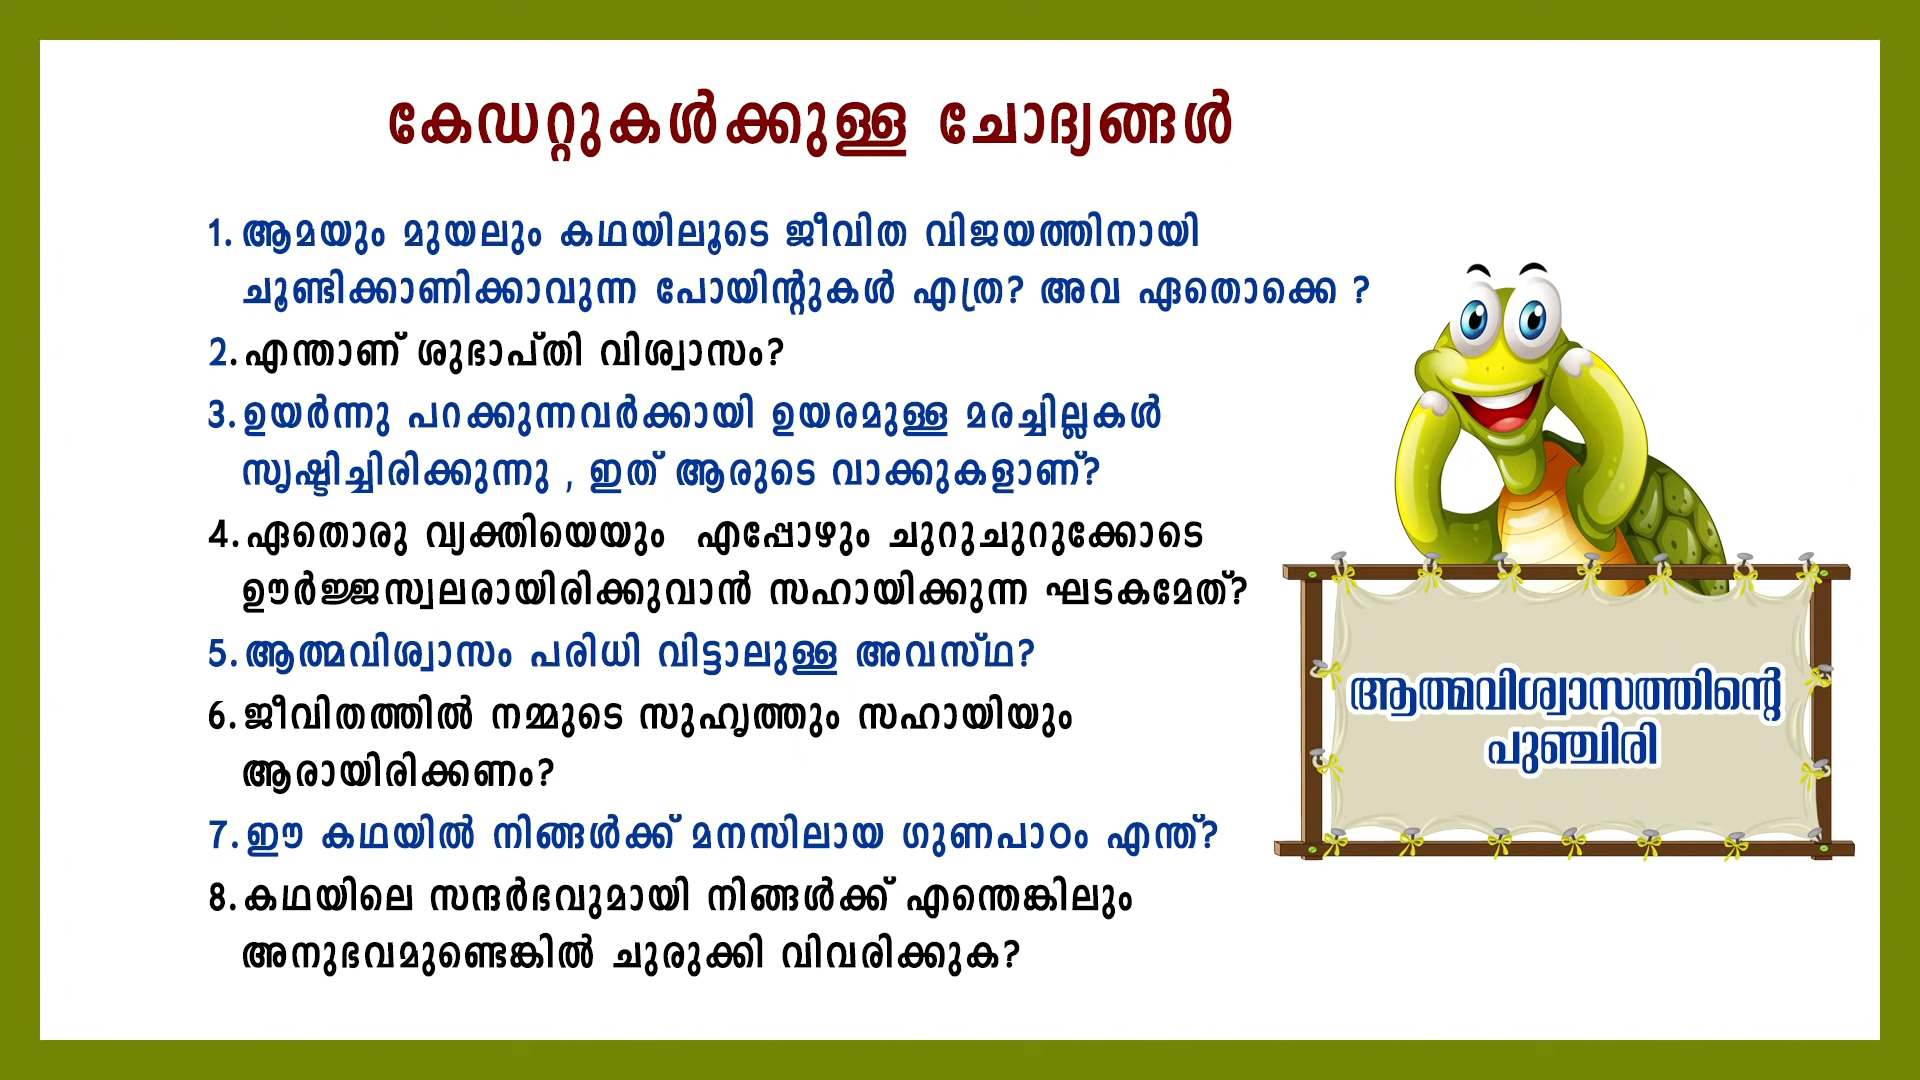 കേഡറ്റുകൾക്കുള്ള ചോദ്യങ്ങൾ
1. ആമയും മുയലും കഥയിലൂടെ ജീവിത വിജയത്തിനായി
ചൂണ്ടിക്കാണിക്കാവുന്ന പോയിന്റുകൾ എത്ര? അവ ഏതൊക്കെ ?
2. എന്താണ് ശുഭാപ്തി വിശ്വാസം?
3. ഉയർന്നു പറക്കുന്നവർക്കായി ഉയരമുള്ള മരച്ചില്ലകൾ
സൃഷ്ടിച്ചിരിക്കുന്നു , ഇത് ആരുടെ വാക്കുകളാണ്?
4. ഏതൊരു വ്യക്തിയെയും എപ്പോഴും ചുറുചുറുക്കോടെ
ഊർജ്ജസ്വലരായിരിക്കുവാൻ സഹായിക്കുന്ന ഘടകമേത്?
5. ആത്മവിശ്വാസം പരിധി വിട്ടാലുള്ള അവസ്ഥ?
6. ജീവിതത്തിൽ നമ്മുടെ സുഹൃത്തും സഹായിയും
ആരായിരിക്കണം?
7. ഈ കഥയിൽ നിങ്ങൾക്ക് മനസിലായ ഗുണപാഠം എന്ത്?
8. കഥയിലെ സന്ദർഭവുമായി നിങ്ങൾക്ക് എന്തെങ്കിലും
അനുഭവമുണ്ടെങ്കിൽ ചുരുക്കി വിവരിക്കുക?
ആത്മവിശ്വാസത്തിന്റെ
പുഞ്ചിരി